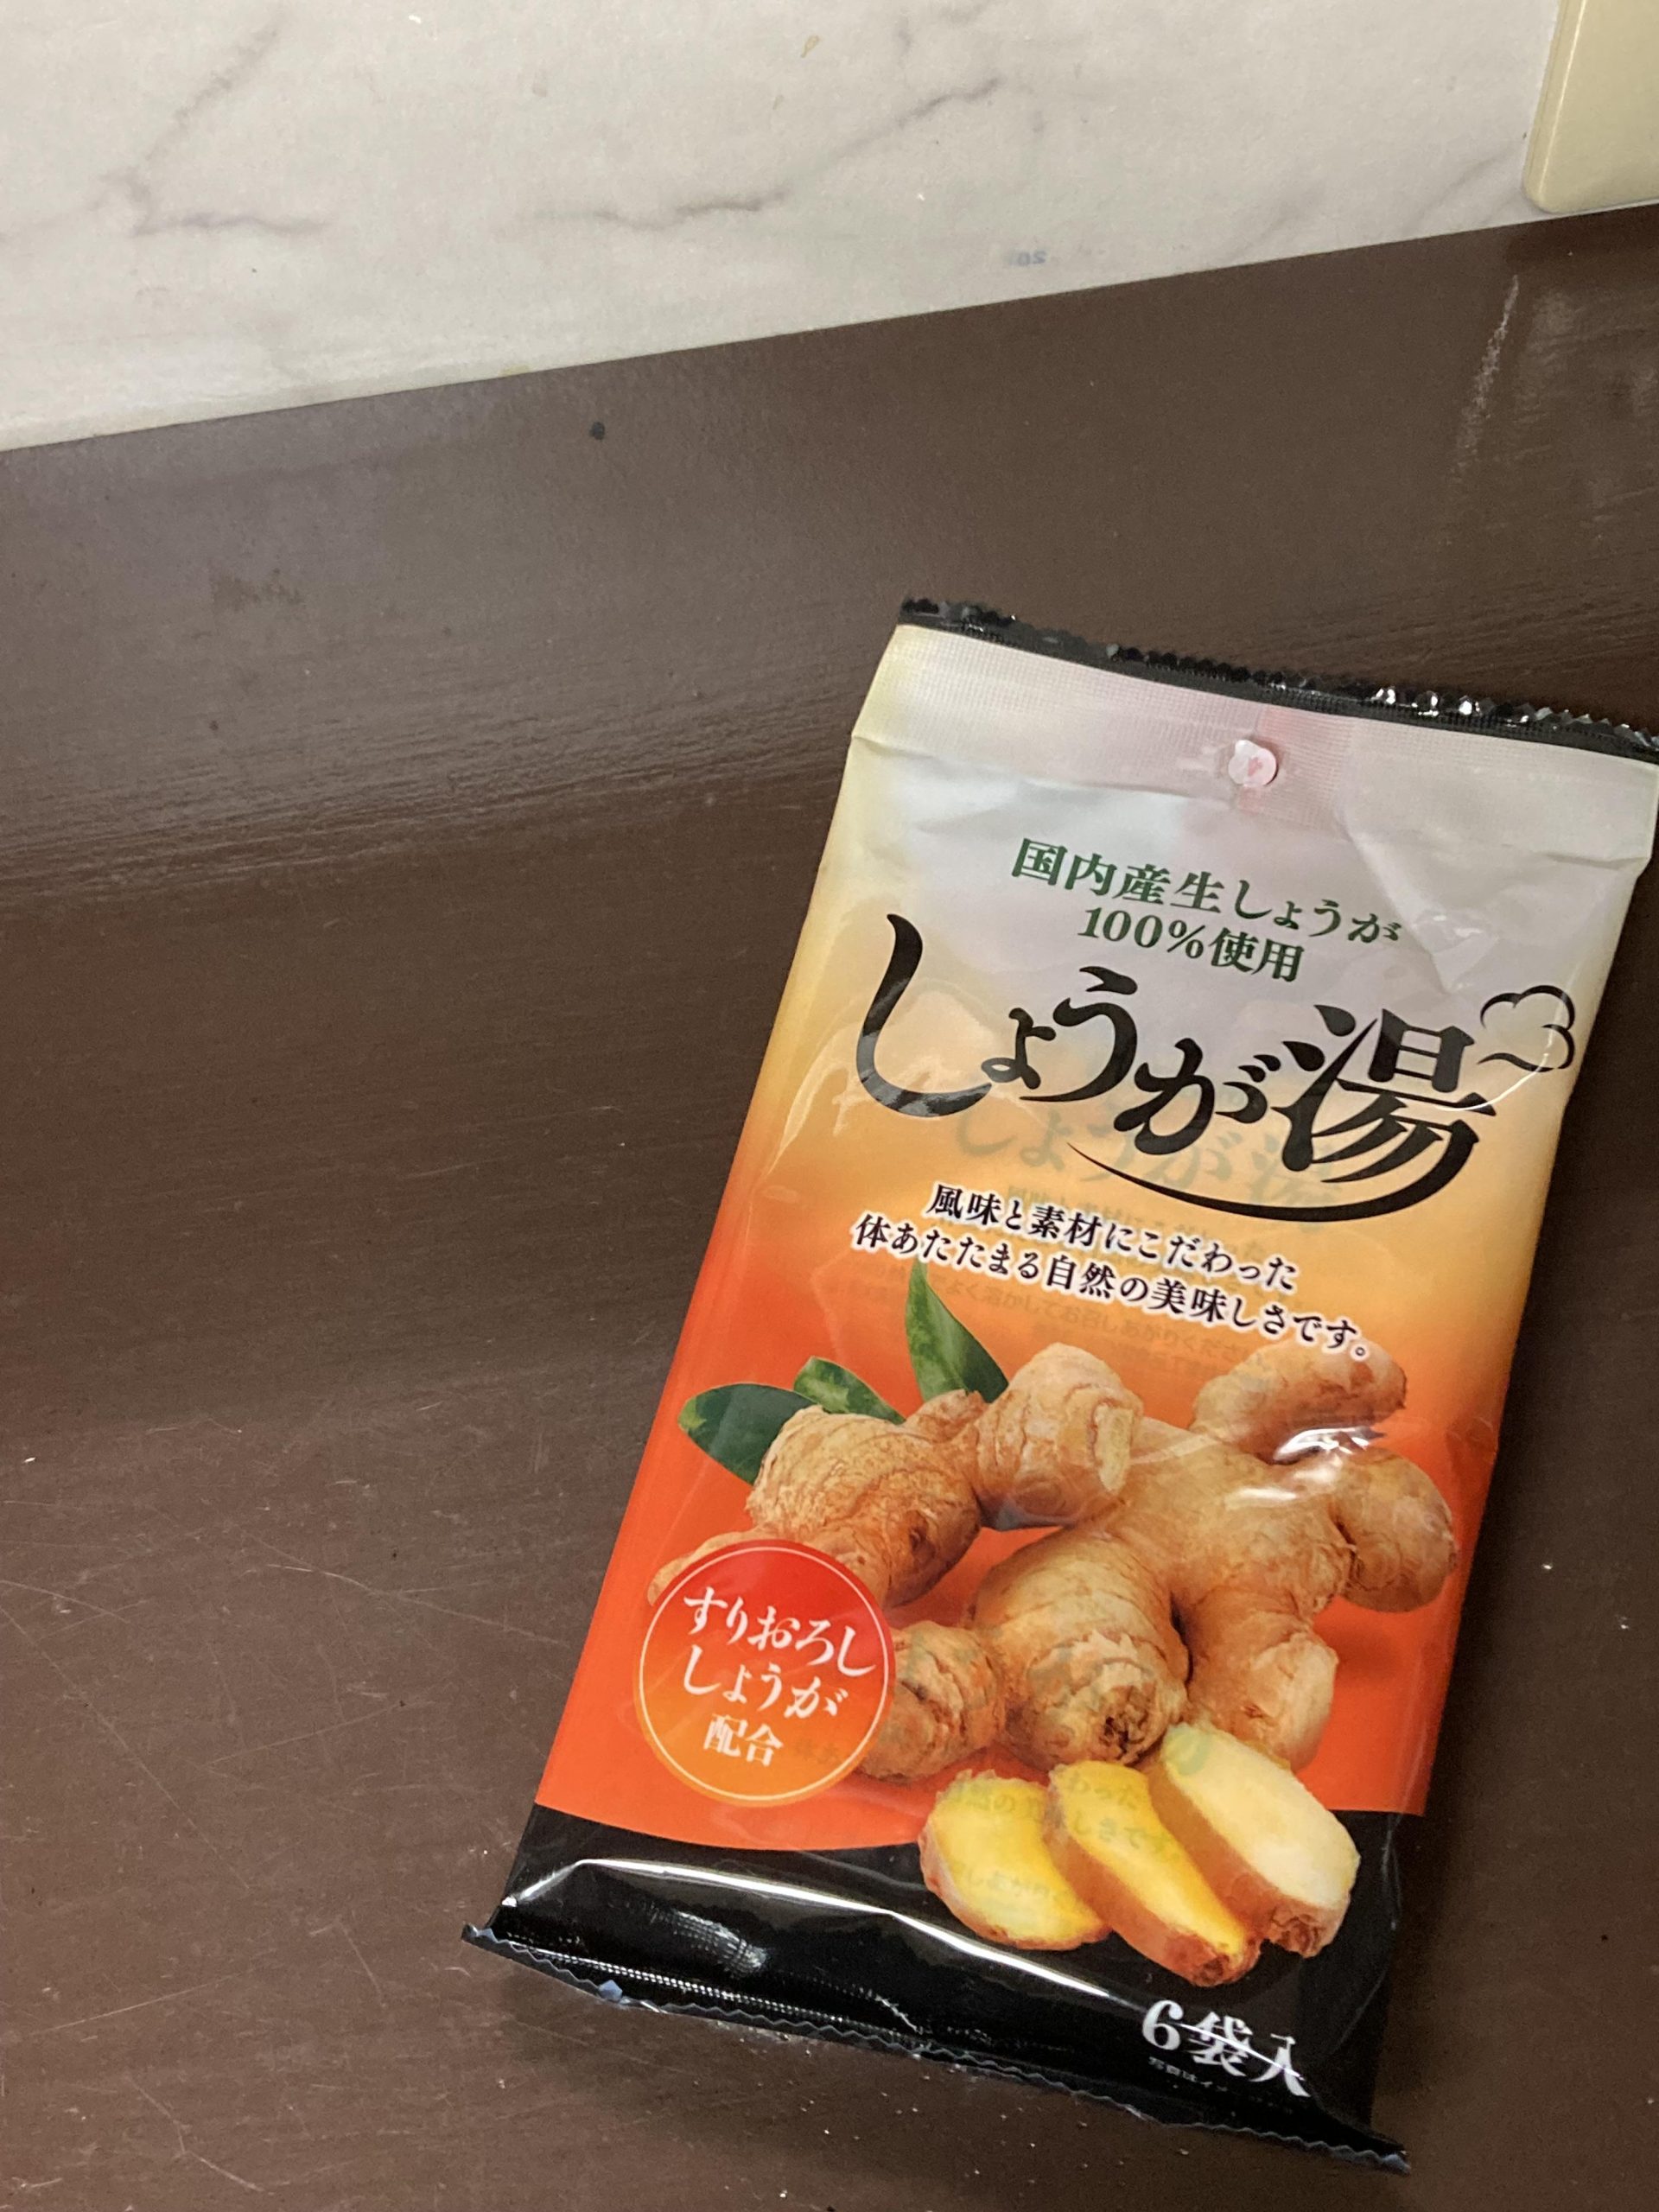 国内産生しょうが
100%使用
しょうが湯
風味と素材にこだわった
体あたたまる自然の美味しさです。
すりおろし
しょうが
配合
6袋入